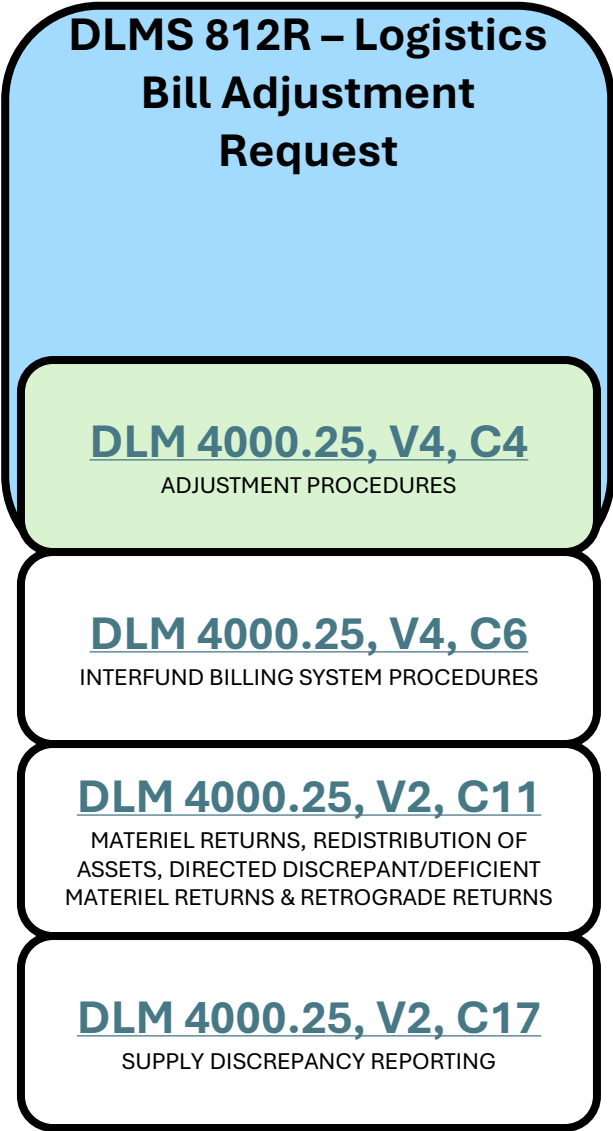 DLMS 812R – Logistics
Bill Adjustment
Request
DLM 4000.25, V4, C4
ADJUSTMENT PROCEDURES
DLM 4000.25, V4, C6
INTERFUND BILLING SYSTEM PROCEDURES
DLM 4000.25, V2, C11
MATERIEL RETURNS, REDISTRIBUTION OF
ASSETS, DIRECTED DISCREPANT/DEFICIENT
MATERIEL RETURNS & RETROGRADE RETURNS
DLM 4000.25, V2, C17
SUPPLY DISCREPANCY REPORTING